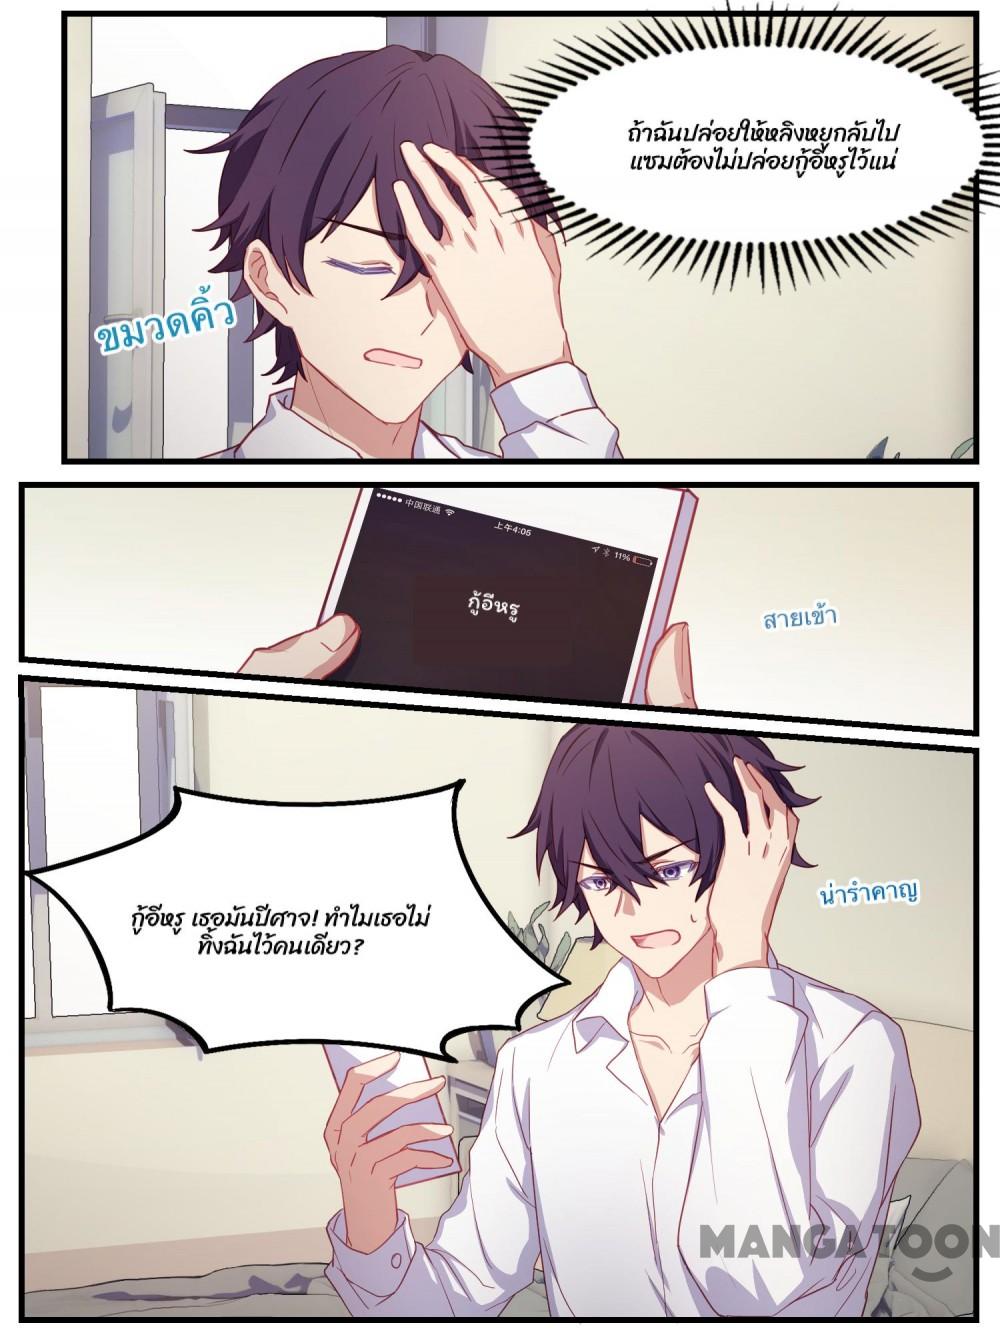 ถ้าฉันปล่อยให้หลิงหยูกลับไป
แซมต้องไม่ปล่อยกู้อีหรูไว้แน่
ขมวดคิ้ว
中国联通
上午4:05
11%
กู้อีหรู
สายเข้า
กู้อีหรู เธอมันปีศาจ! ทำไมเธอไม่
ทิ้งฉันไว้คนเดียว?
น่ารำคาญ
MANGATOON